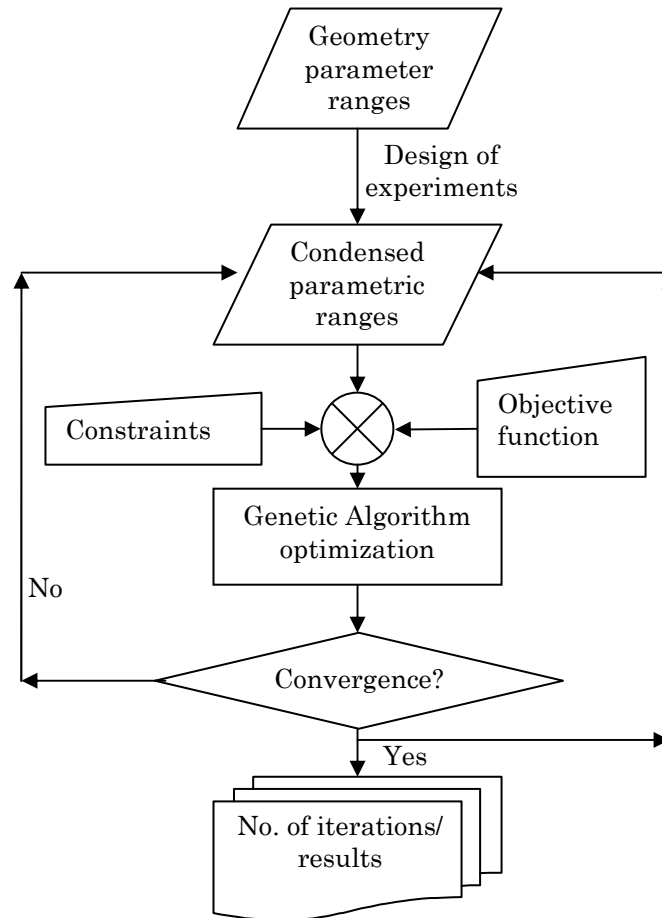 Geometry
parameter
ranges
Design of
experiments
Condensed
parametric
ranges
Constraints
Objective
function
Genetic Algorithm
optimization
No
Convergence?
Yes
No. of iterations/
results